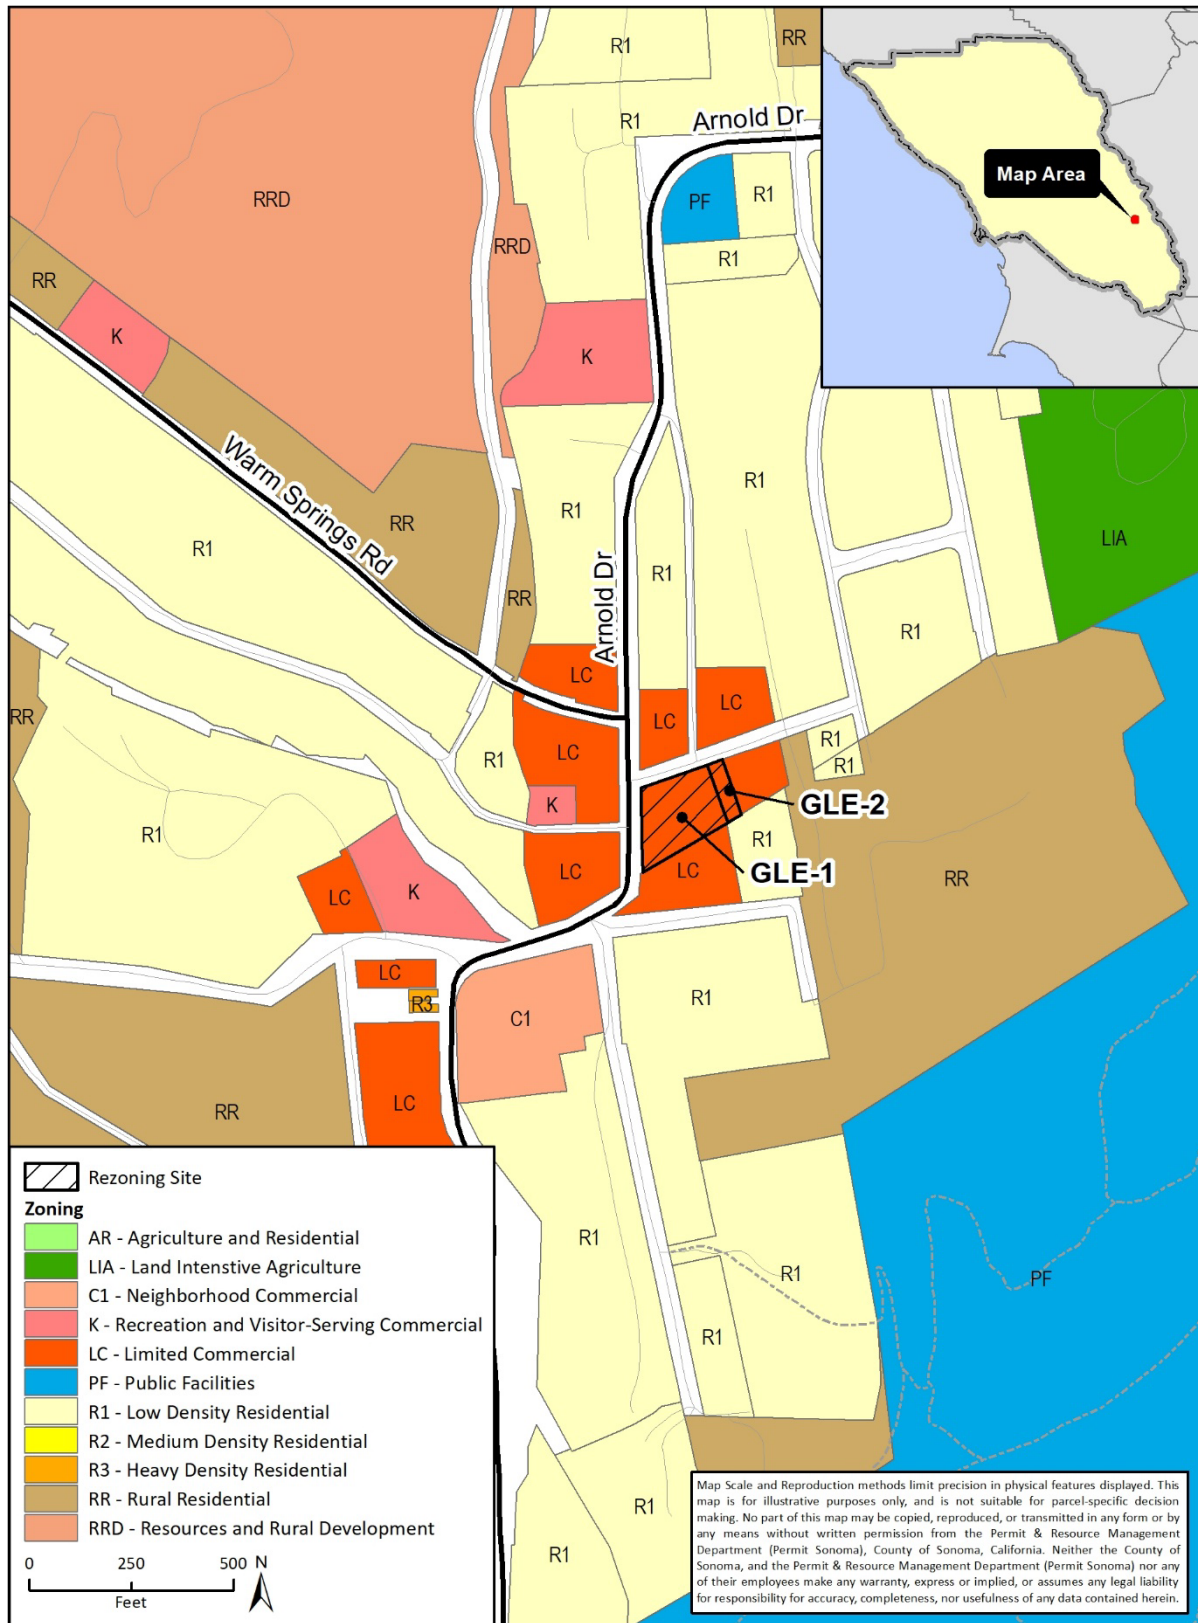 R1
RR
Arnold Dr
R1
Map Area
RRD
PF
R1
RRD
R1
RR
K
K
Warm Springs Rd
R1
R1
LIA
RR
R1
R1
RR
R1
Arnold Dr
LC
RR
LC
LC
LC
R1
R1
R1
K
GLE-2
R1
R1
LC
LC
GLE-1
RR
LC
K
LC
R3
R1
C1
LC
RR
R1
R1
PF
R1
R1
R1
Rezoning Site
Zoning
AR - Agriculture and Residential
LIA - Land Intenstive Agriculture
C1 - Neighborhood Commercial
K - Recreation and Visitor-Serving Commercial
LC - Limited Commercial
PF - Public Facilities
R1 - Low Density Residential
R2 - Medium Density Residential
R3 - Heavy Density Residential
RR - Rural Residential
RRD - Resources and Rural Development
0 250 500 N
Feet
Map Scale and Reproduction methods limit precision in physical features displayed. This
map is for illustrative purposes only, and is not suitable for parcel-specific decision
making. No part of this map may be copied, reproduced, or transmitted in any form or by
any means without written permission from the Permit & Resource Management
Department (Permit Sonoma), County of Sonoma, California. Neither the County of
Sonoma, and the Permit & Resource Management Department (Permit Sonoma) nor any
of their employees make any warranty, express or implied, or assumes any legal liability
for responsibility for accuracy, completeness, nor usefulness of any data contained herein.